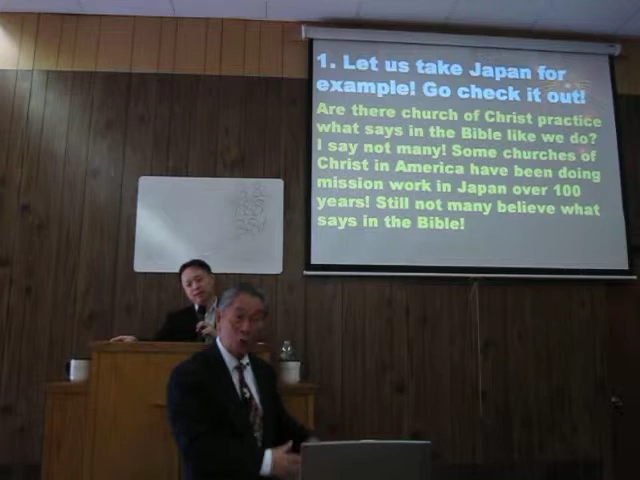 1. Let us take Japan for
example! Go check it out!
Are there church of Christ practice
what says in the Bible like we do?
I say not many! Some churches of
Christ in America have been doing
mission work in Japan over 100
years! Still not many believe what
says in the Bible!